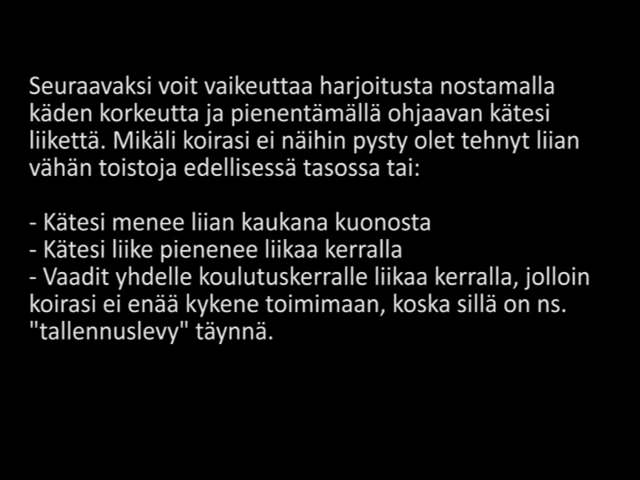 Seuraavaksi voit vaikeuttaa harjoitusta nostamalla
käden korkeutta ja pienentämällä ohjaavan kätesi
liikettä. Mikäli koirasi ei näihin pysty olet tehnyt liian
vähän toistoja edellisessä tasossa tai:
- Kätesi menee liian kaukana kuonosta
- Kätesi liike pienenee liikaa kerralla
- Vaadit yhdelle koulutuskerralle liikaa kerralla, jolloin
koirasi ei enää kykene toimimaan, koska sillä on ns.
"tallennuslevy" täynnä.